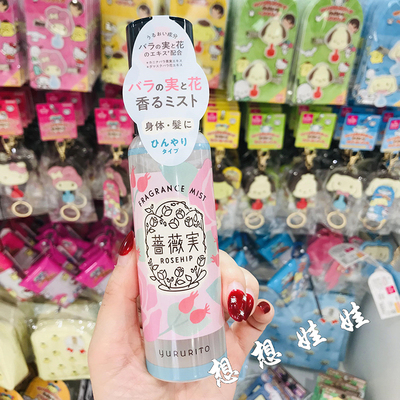 うるおい成分
バラの実と花
のエキス*配合
バラの実と花
香るミスト
身体・髪に
ひんやり
タイプ
FRAGRANCE MIST
薔薇実
ROSEHIP
YURURITO
想想娃娃